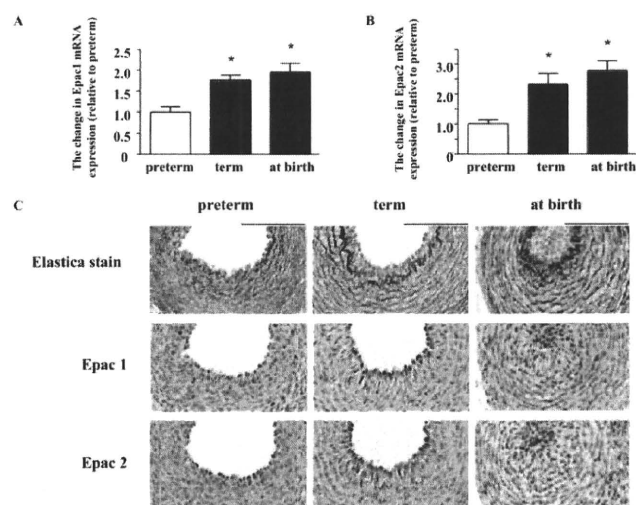 A
The change in Epac1 mRNA
expression (relative to preterm)
2.5
2.0
1.5
1.0
0.5
0
*
*
preterm
term
at birth
B
The change in Epac2 mRNA
expression (relative to preterm)
3.0
2.0
1.0
0
*
*
preterm
term
at birth
C
preterm
term
at birth
Elastica stain
Epac 1
Epac 2